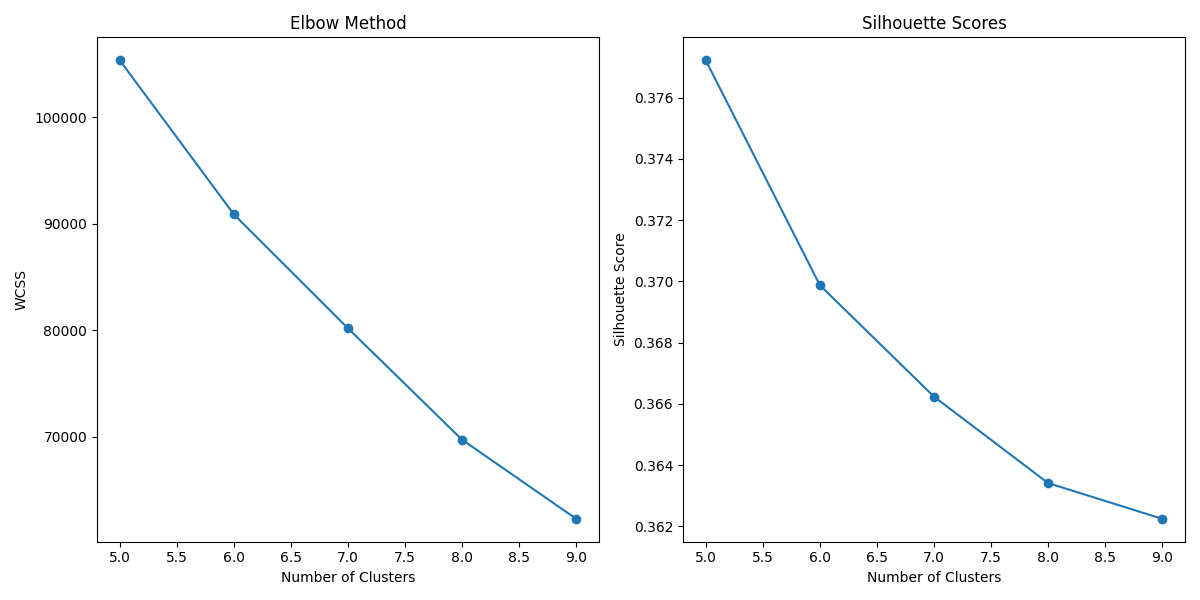 Elbow Method
100000
90000
80000
70000
WCSS
5.0 5.5 6.0 6.5 7.0 7.5 8.0 8.5 9.0
Number of Clusters
Silhouette Scores
0.376
0.374
0.372
0.370
0.368
0.366
0.364
0.362
Silhouette Score
5.0 5.5 6.0 6.5 7.0 7.5 8.0 8.5 9.0
Number of Clusters